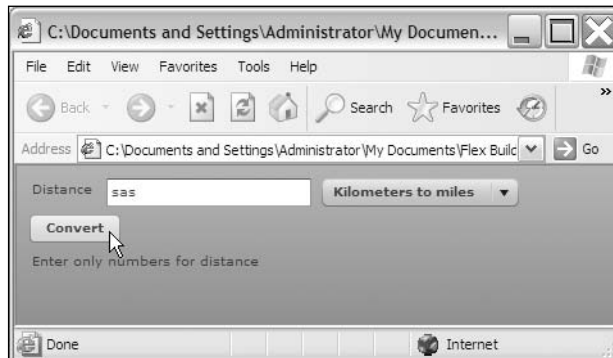 C:\Documents and Settings\Administrator\My Documen...
File Edit View Favorites Tools Help
Back Search Favorites »
Address C:\Documents and Settings\Administrator\My Documents\Flex Builc Go
Distance sas Kilometers to miles
Convert
Enter only numbers for distance
Done Internet